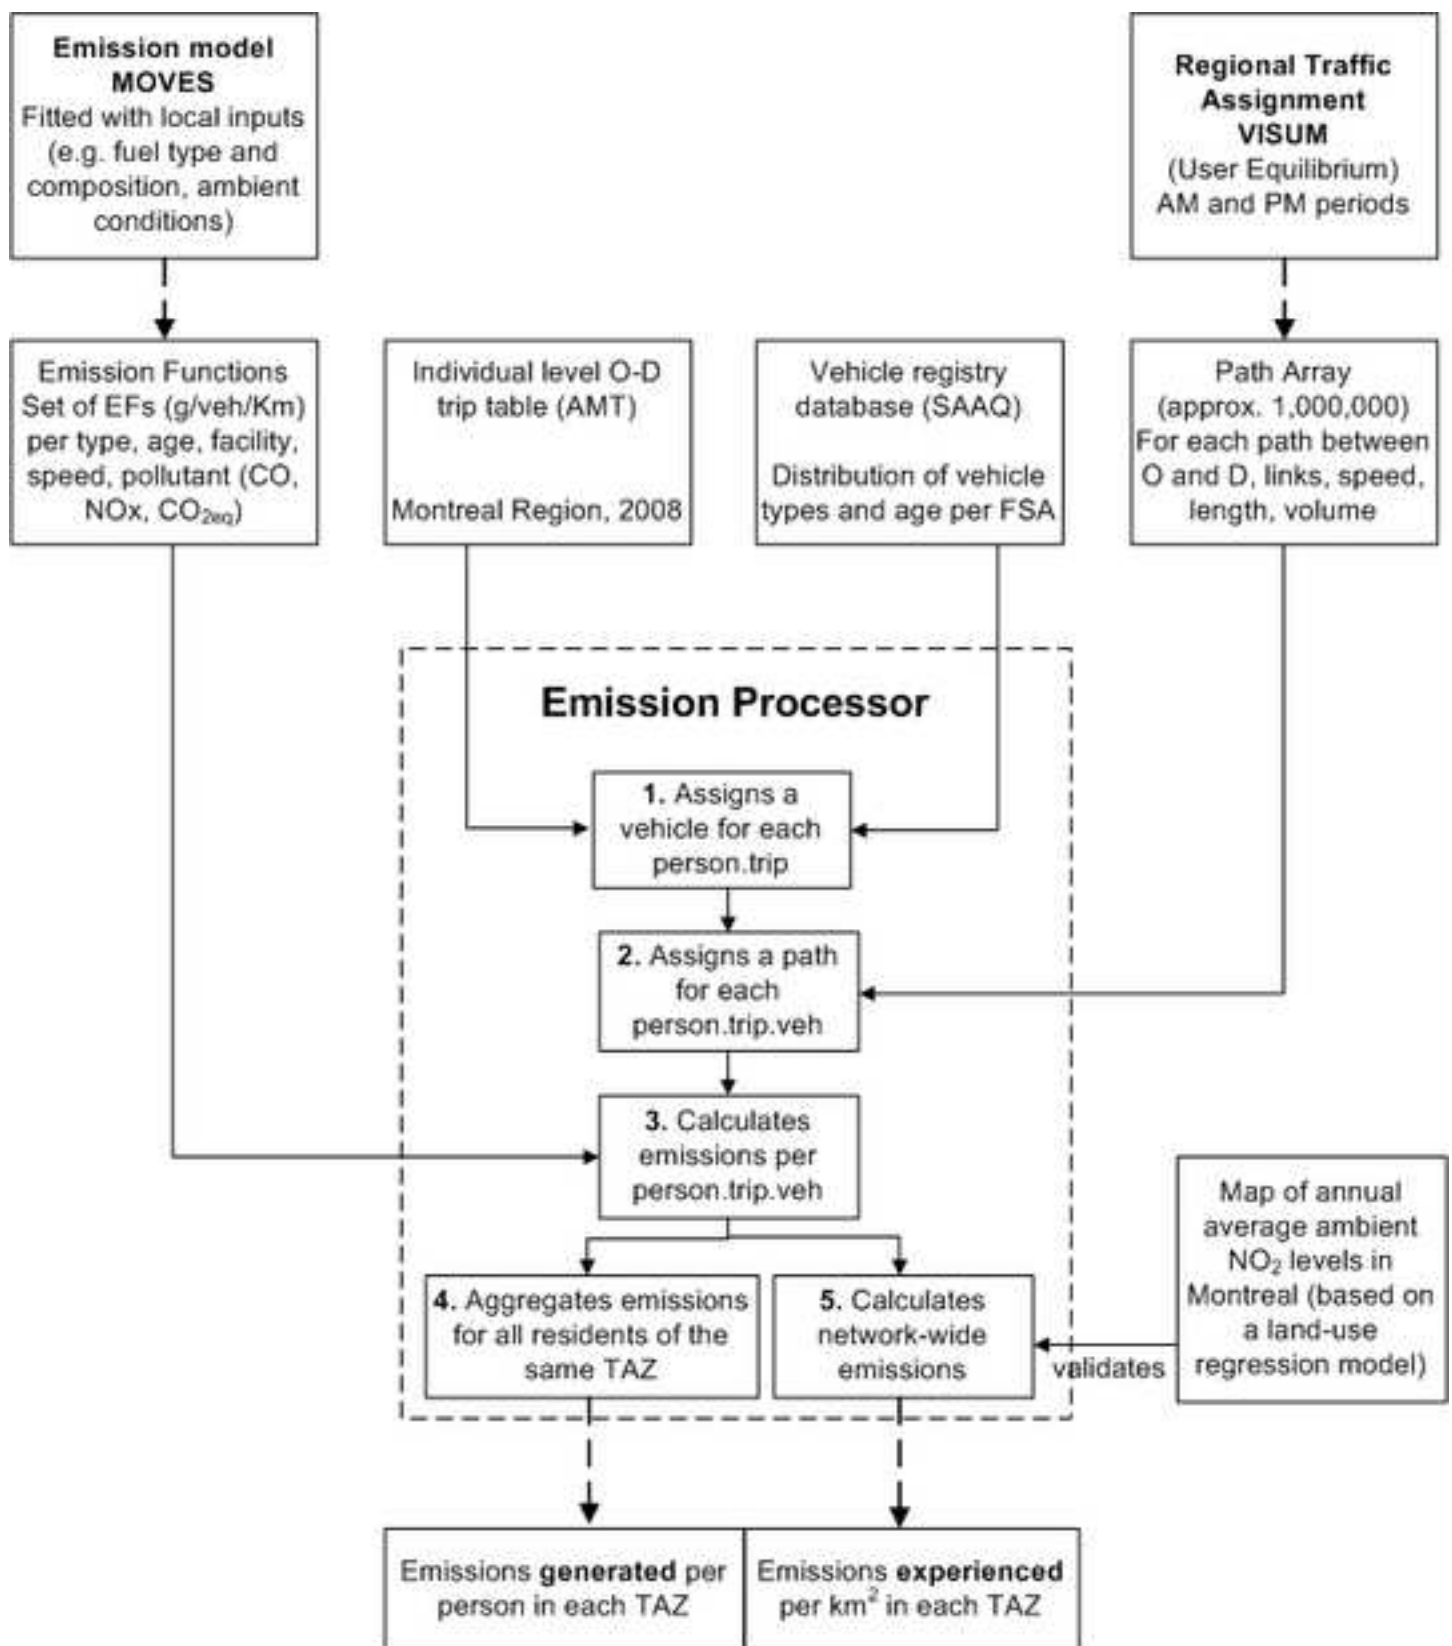 Emission model
MOVES
Fitted with local inputs
(e.g. fuel type and
composition, ambient
conditions)
Regional Traffic
Assignment
VISUM
(User Equilibrium)
AM and PM periods
Emission Functions
Set of EFs (g/veh/Km)
per type, age, facility,
speed, pollutant (CO,
NOx, CO₂eq)
Individual level O-D
trip table (AMT)
Montreal Region, 2008
Vehicle registry
database (SAAQ)
Distribution of vehicle
types and age per FSA
Path Array
(approx. 1,000,000)
For each path between
O and D, links, speed,
length, volume
Emission Processor
1. Assigns a
vehicle for each
person.trip
2. Assigns a path
for each
person.trip.veh
3. Calculates
emissions per
person.trip.veh
4. Aggregates emissions
for all residents of the
same TAZ
5. Calculates
network-wide
emissions
validates
Map of annual
average ambient
NO₂ levels in
Montreal (based on
a land-use
regression model)
Emissions generated per
person in each TAZ
Emissions experienced
per km² in each TAZ